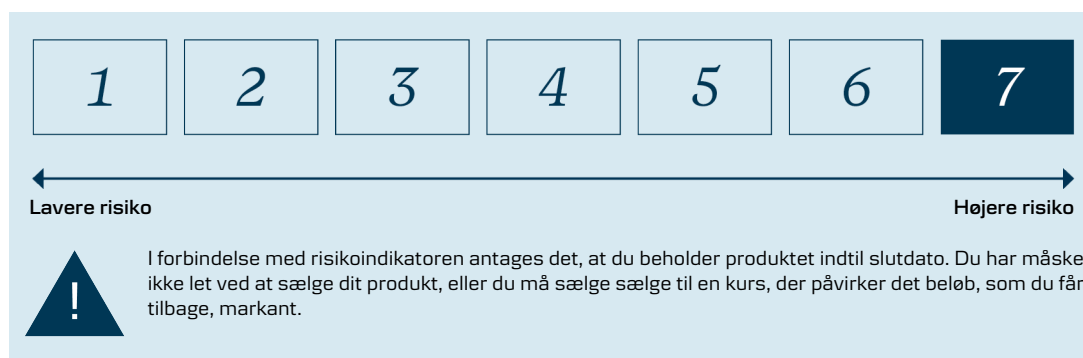 1 2 3 4 5 6 7
Lavere risiko Højere risiko
! I forbindelse med risikoindikatoren antages det, at du beholder produktet indtil slutdato. Du har måske
ikke let ved at sælge dit produkt, eller du må sælge sælge til en kurs, der påvirker det beløb, som du får
tilbage, markant.